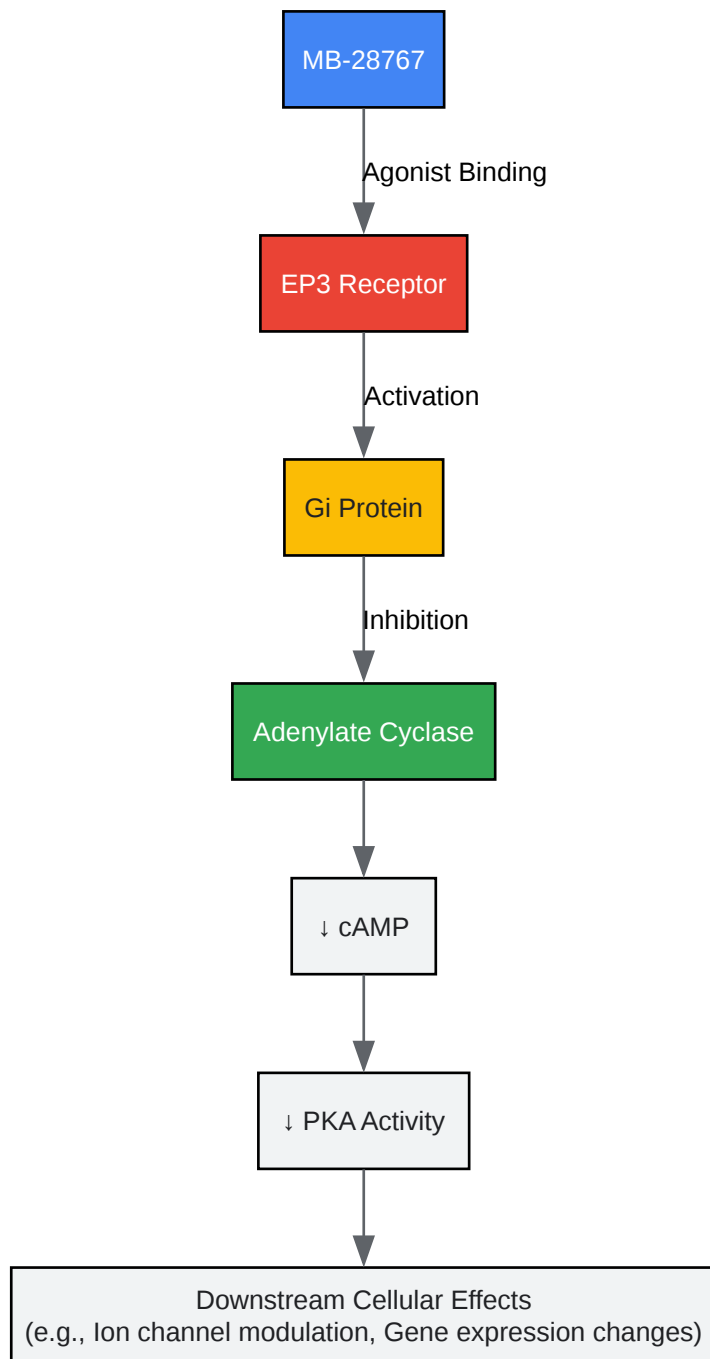 MB-28767
Agonist Binding
EP3 Receptor
Activation
Gi Protein
Inhibition
Adenylate Cyclase
↓ cAMP
↓ PKA Activity
Downstream Cellular Effects
(e.g., Ion channel modulation, Gene expression changes)